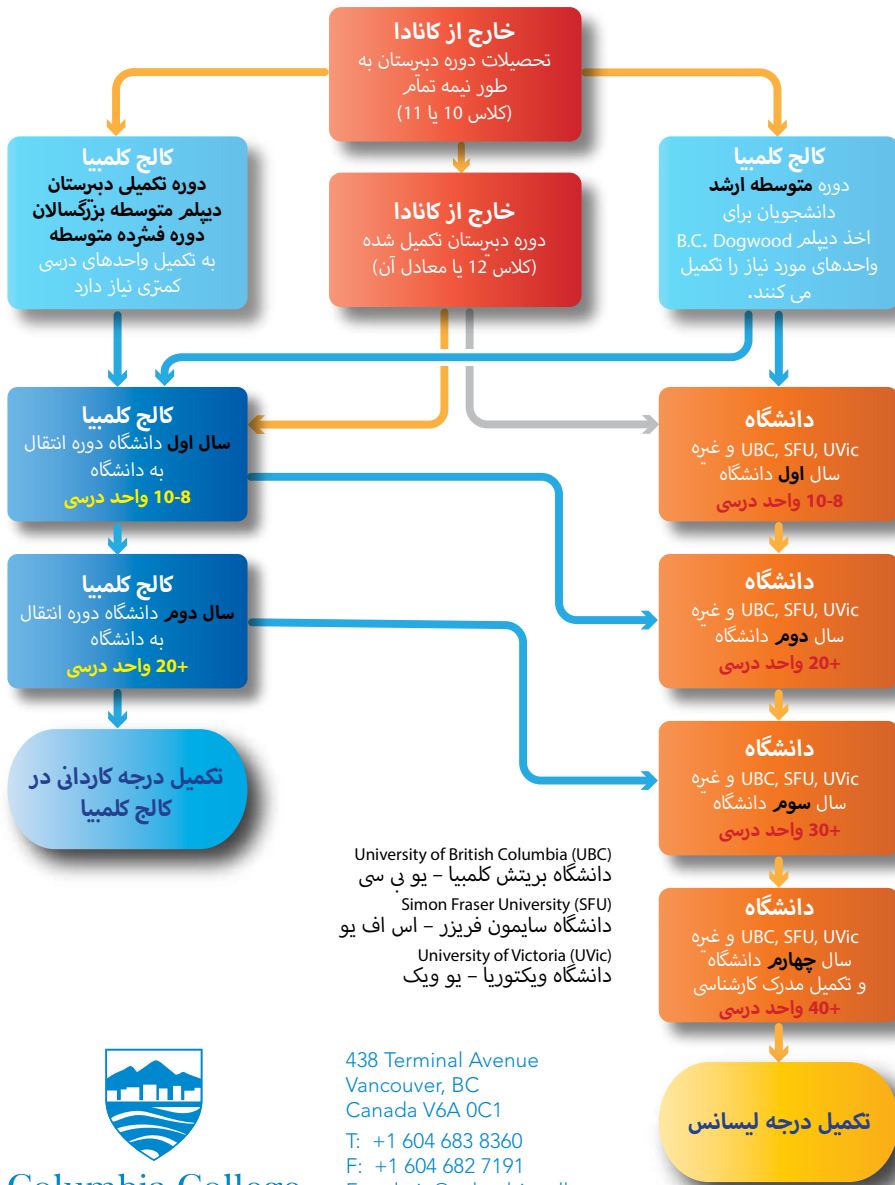 خارج از کانادا
تحصیلات دوره دبیرستان به
طور نیمه تمام
(کلاس 10 یا 11)
کالج کلمبیا
دوره متوسطه ارشد
دانشجویان برای
اخذ دیپلم B.C. Dogwood
واحدهای مورد نیاز را تکمیل
می کنند.
خارج از کانادا
دوره دبیرستان تکمیل شده
(کلاس 12 یا معادل آن)
کالج کلمبیا
دوره تکمیلی دبیرستان
دیپلم متوسطه بزرگسالان
دوره فشرده متوسطه
به تکمیل واحدهای درسی
کمتری نیاز دارد
دانشگاه
UBC, SFU, UVic و غیره
سال اول دانشگاه
10-8 واحد درسی
کالج کلمبیا
سال اول دانشگاه دوره انتقال
به دانشگاه
10-8 واحد درسی
دانشگاه
UBC, SFU, UVic و غیره
سال دوم دانشگاه
+20 واحد درسی
کالج کلمبیا
سال دوم دانشگاه دوره انتقال
به دانشگاه
+20 واحد درسی
دانشگاه
UBC, SFU, UVic و غیره
سال سوم دانشگاه
+30 واحد درسی
تکمیل درجه کاردانی در
کالج کلمبیا
دانشگاه
UBC, SFU, UVic و غیره
سال چهارم دانشگاه
و تکمیل مدرک کارشناسی
+40 واحد درسی
تکمیل درجه لیسانس
University of British Columbia (UBC)
دانشگاه بریتش کلمبیا – یو بی سی
Simon Fraser University (SFU)
دانشگاه سایمون فریزر – اس اف یو
University of Victoria (UVic)
دانشگاه ویکتوریا – یو ویک
438 Terminal Avenue
Vancouver, BC
Canada V6A 0C1
T: +1 604 683 8360
F: +1 604 682 7191
Columbia College